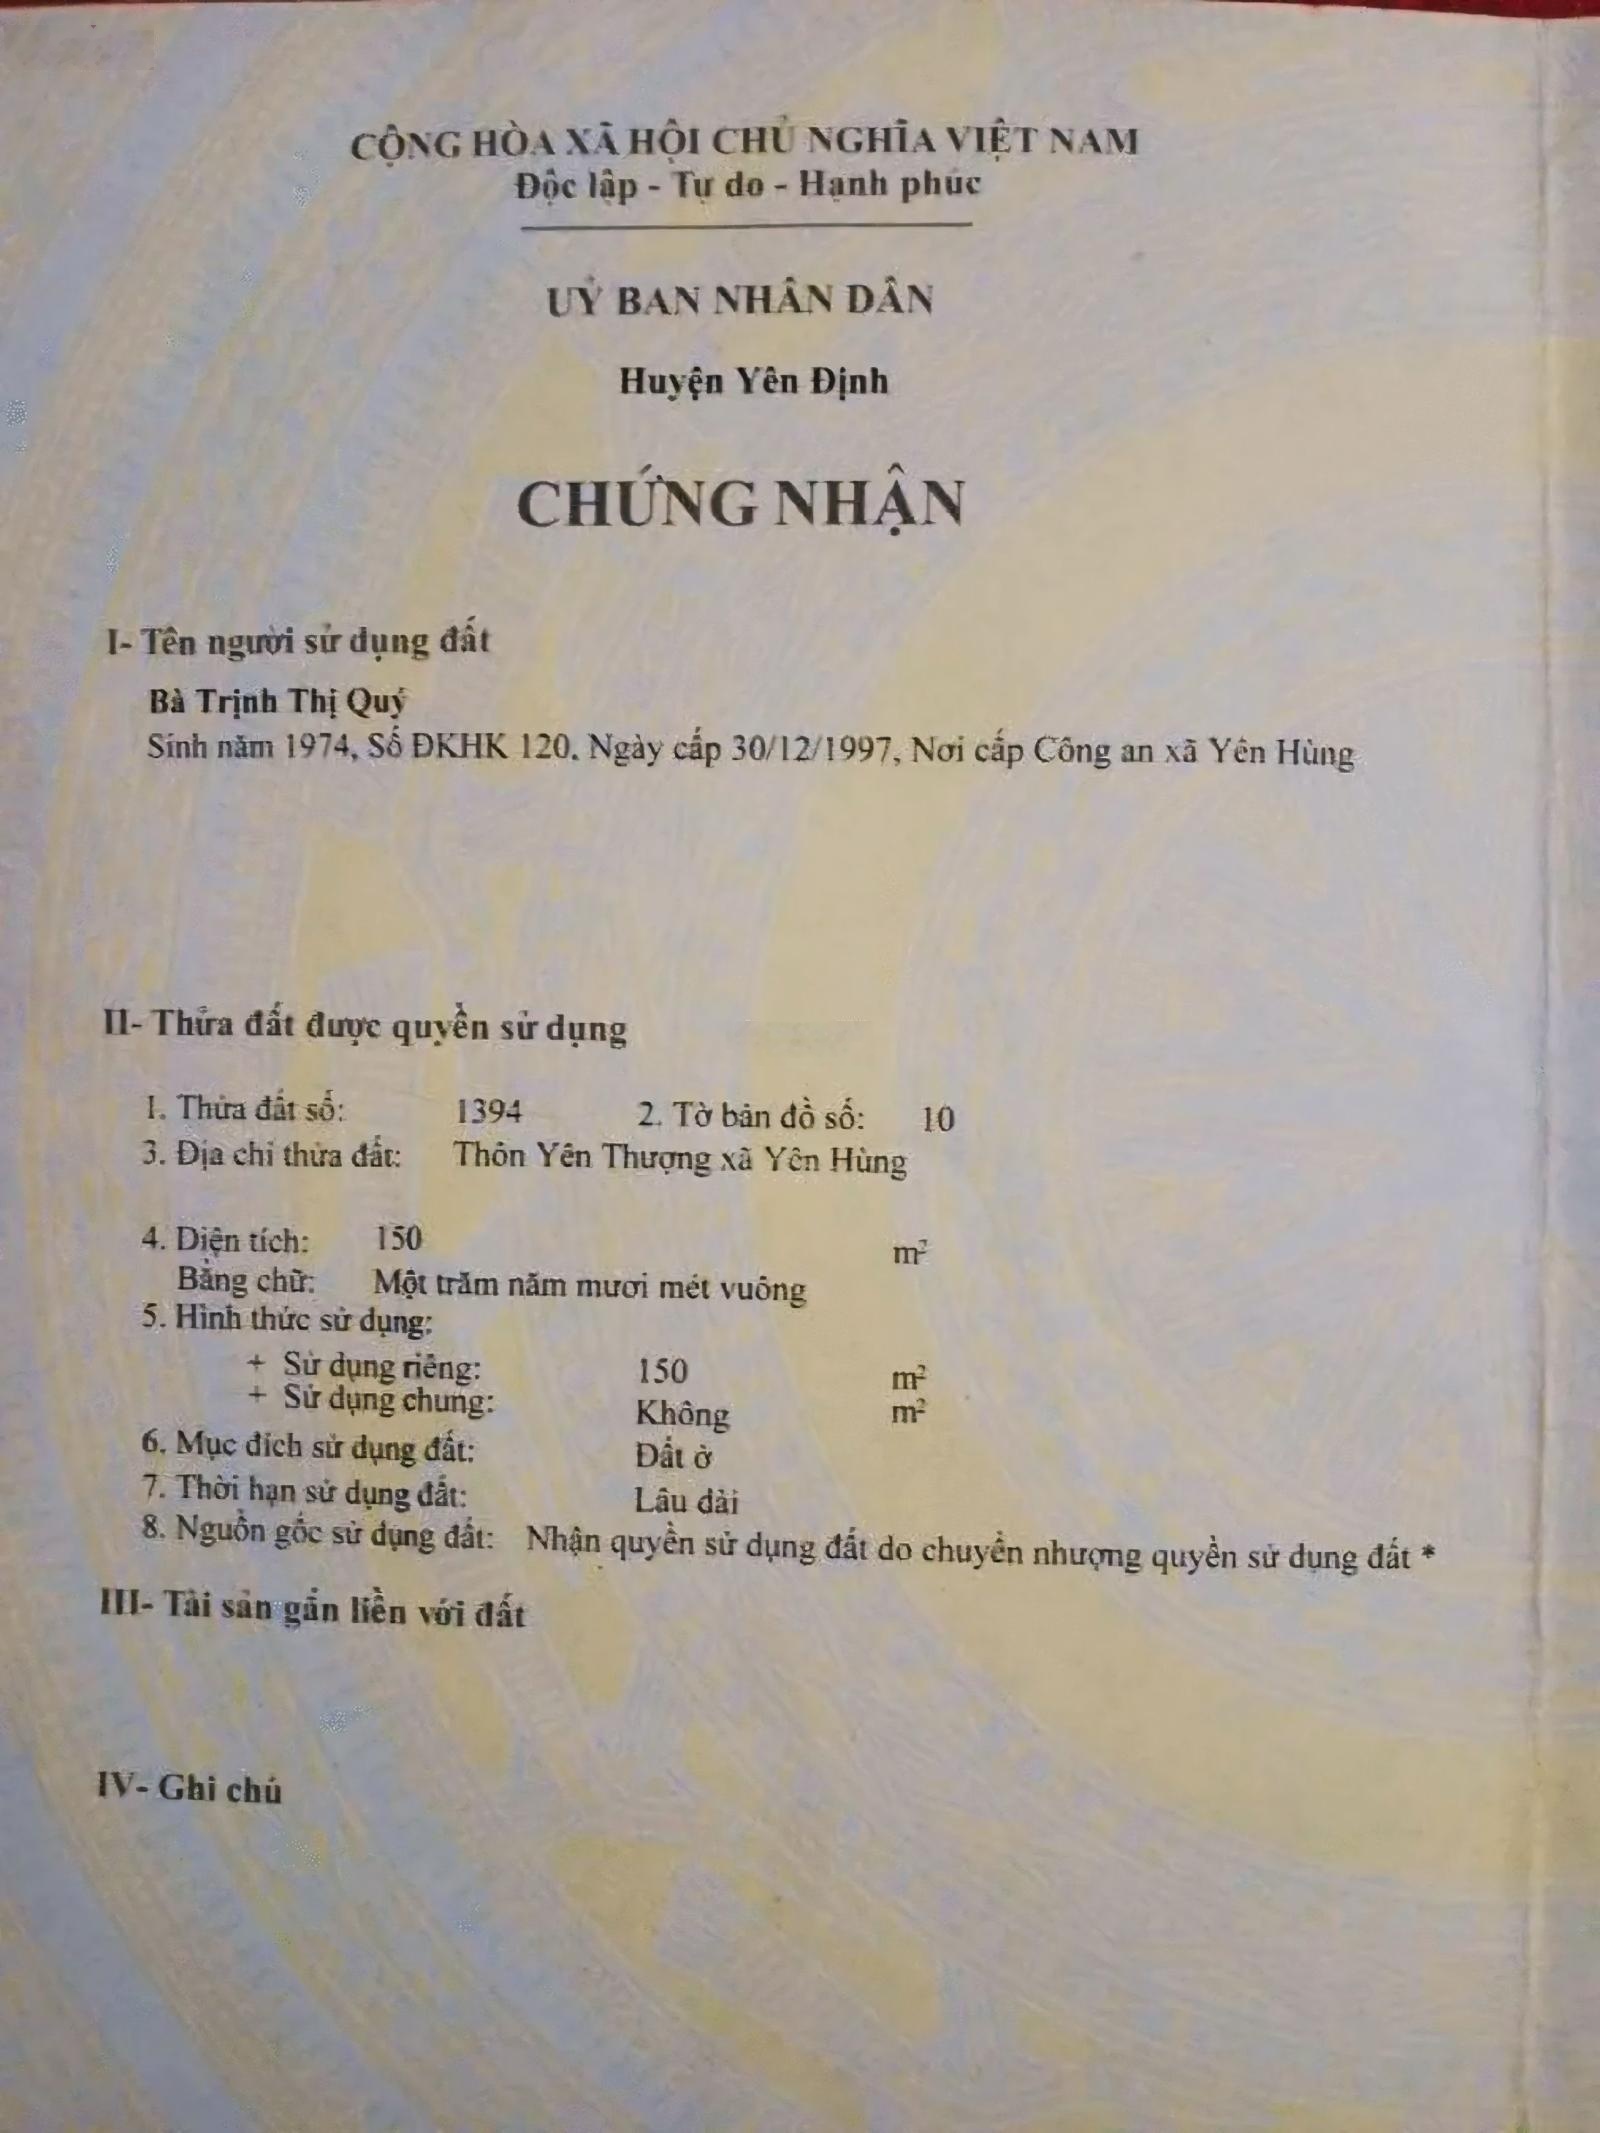 CỘNG HÒA XÃ HỘI CHỦ NGHĨA VIỆT NAM
Độc lập - Tự do - Hạnh phúc
UỶ BAN NHÂN DÂN
Huyện Yên Định
CHỨNG NHẬN
I- Tên người sử dụng đất
Bà Trịnh Thị Quý
Sinh năm 1974, Số ĐKHK 120, Ngày cấp 30/12/1997, Nơi cấp Công an xã Yên Hùng
II- Thửa đất được quyền sử dụng
1. Thửa đất số: 1394 2. Tờ bản đồ số: 10
3. Địa chỉ thửa đất: Thôn Yên Thượng xã Yên Hùng
4. Diện tích: 150 m²
Bằng chữ: Một trăm năm mươi mét vuông
5. Hình thức sử dụng:
+ Sử dụng riêng: 150 m²
+ Sử dụng chung: Không m²
6. Mục đích sử dụng đất: Đất ở
7. Thời hạn sử dụng đất: Lâu dài
8. Nguồn gốc sử dụng đất: Nhận quyền sử dụng đất do chuyển nhượng quyền sử dụng đất *
III- Tài sản gắn liền với đất
IV- Ghi chú